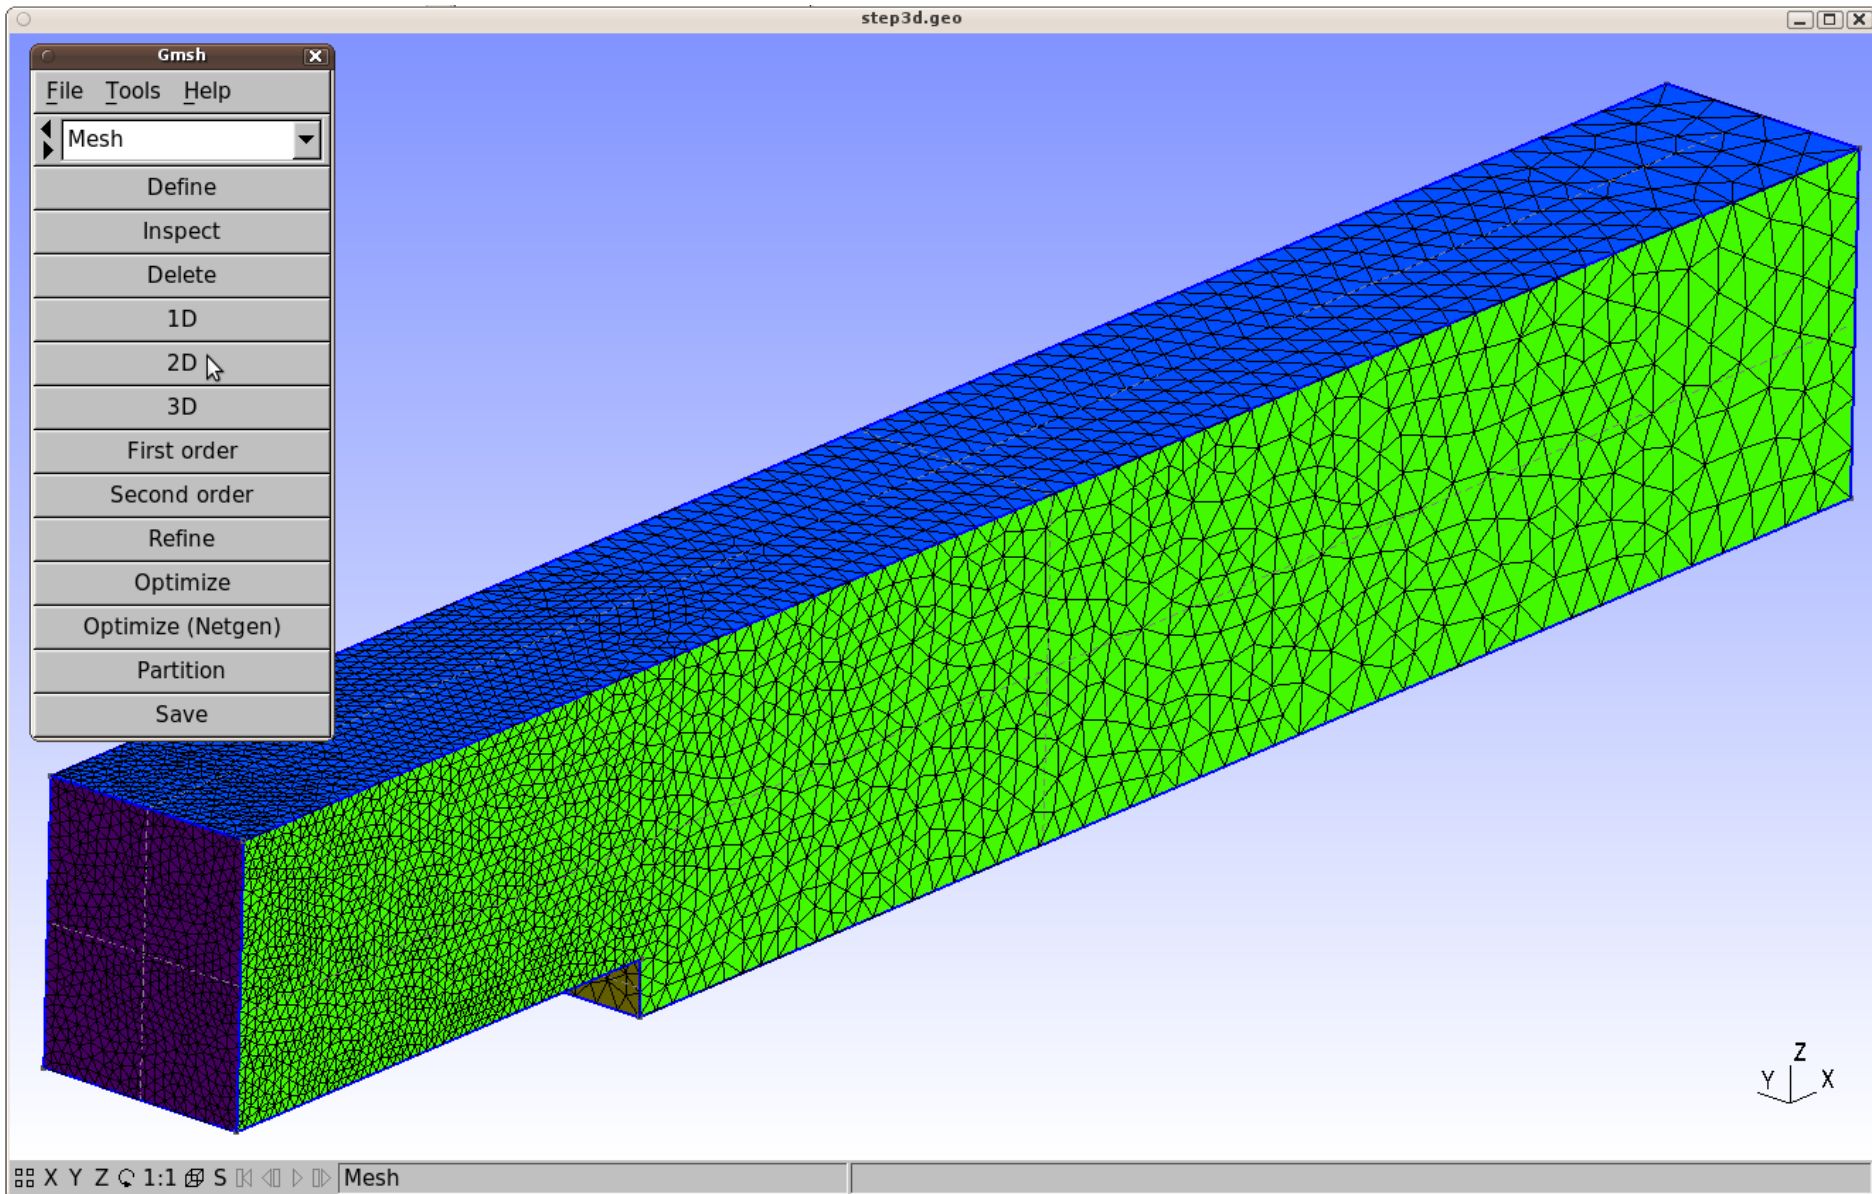 step3d.geo
Gmsh
File Tools Help
Mesh
Define
Inspect
Delete
1D
2D
3D
First order
Second order
Refine
Optimize
Optimize (Netgen)
Partition
Save
Z
Y X
X Y Z 1:1 S Mesh